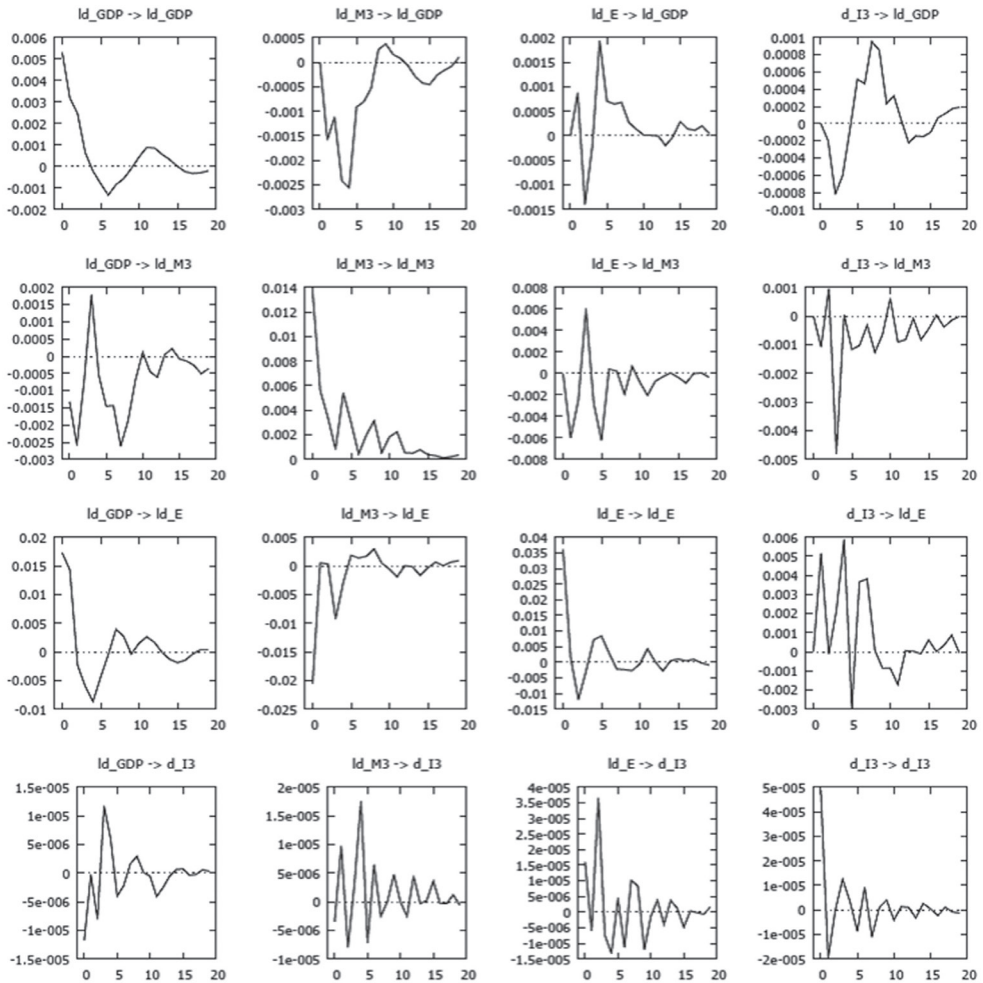 ld_GDP -> ld_GDP
0.006
0.005
0.004
0.003
0.002
0.001
0
-0.001
-0.002
0 5 10 15 20
ld_M3 -> ld_GDP
0.0005
0
-0.0005
-0.001
-0.0015
-0.002
-0.0025
-0.003
0 5 10 15 20
ld_E -> ld_GDP
0.002
0.0015
0.001
0.0005
0
-0.0005
-0.001
-0.0015
0 5 10 15 20
d_I3 -> ld_GDP
0.001
0.0008
0.0006
0.0004
0.0002
0
-0.0002
-0.0004
-0.0006
-0.0008
-0.001
0 5 10 15 20
ld_GDP -> ld_M3
0.002
0.0015
0.001
0.0005
0
-0.0005
-0.001
-0.0015
-0.002
-0.0025
-0.003
0 5 10 15 20
ld_M3 -> ld_M3
0.014
0.012
0.01
0.008
0.006
0.004
0.002
0
0 5 10 15 20
ld_E -> ld_M3
0.008
0.006
0.004
0.002
0
-0.002
-0.004
-0.006
-0.008
0 5 10 15 20
d_I3 -> ld_M3
0.001
0
-0.001
-0.002
-0.003
-0.004
-0.005
0 5 10 15 20
ld_GDP -> ld_E
0.02
0.015
0.01
0.005
0
-0.005
-0.01
0 5 10 15 20
ld_M3 -> ld_E
0.005
0
-0.005
-0.01
-0.015
-0.02
-0.025
0 5 10 15 20
ld_E -> ld_E
0.04
0.035
0.03
0.025
0.02
0.015
0.01
0.005
0
-0.005
-0.01
-0.015
0 5 10 15 20
d_I3 -> ld_E
0.006
0.005
0.004
0.003
0.002
0.001
0
-0.001
-0.002
-0.003
0 5 10 15 20
ld_GDP -> d_I3
1.5e-005
1e-005
5e-006
0
-5e-006
-1e-005
-1.5e-005
0 5 10 15 20
ld_M3 -> d_I3
2e-005
1.5e-005
1e-005
5e-006
0
-5e-006
-1e-005
0 5 10 15 20
ld_E -> d_I3
4e-005
3.5e-005
3e-005
2.5e-005
2e-005
1.5e-005
1e-005
5e-006
0
-5e-006
-1e-005
-1.5e-005
0 5 10 15 20
d_I3 -> d_I3
5e-005
4e-005
3e-005
2e-005
1e-005
0
-1e-005
-2e-005
0 5 10 15 20